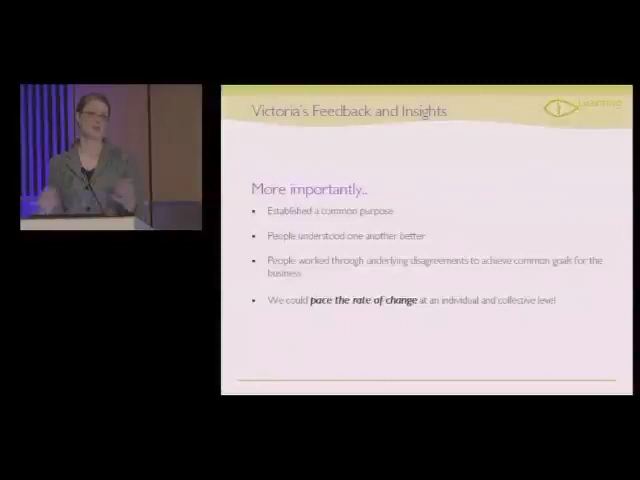 Victoria's Feedback and Insights
Learning
More importantly..
• Established a common purpose
• People understood one another better
• People worked through underlying disagreements to achieve common goals for the
business
• We could pace the rate of change at an individual and collective level